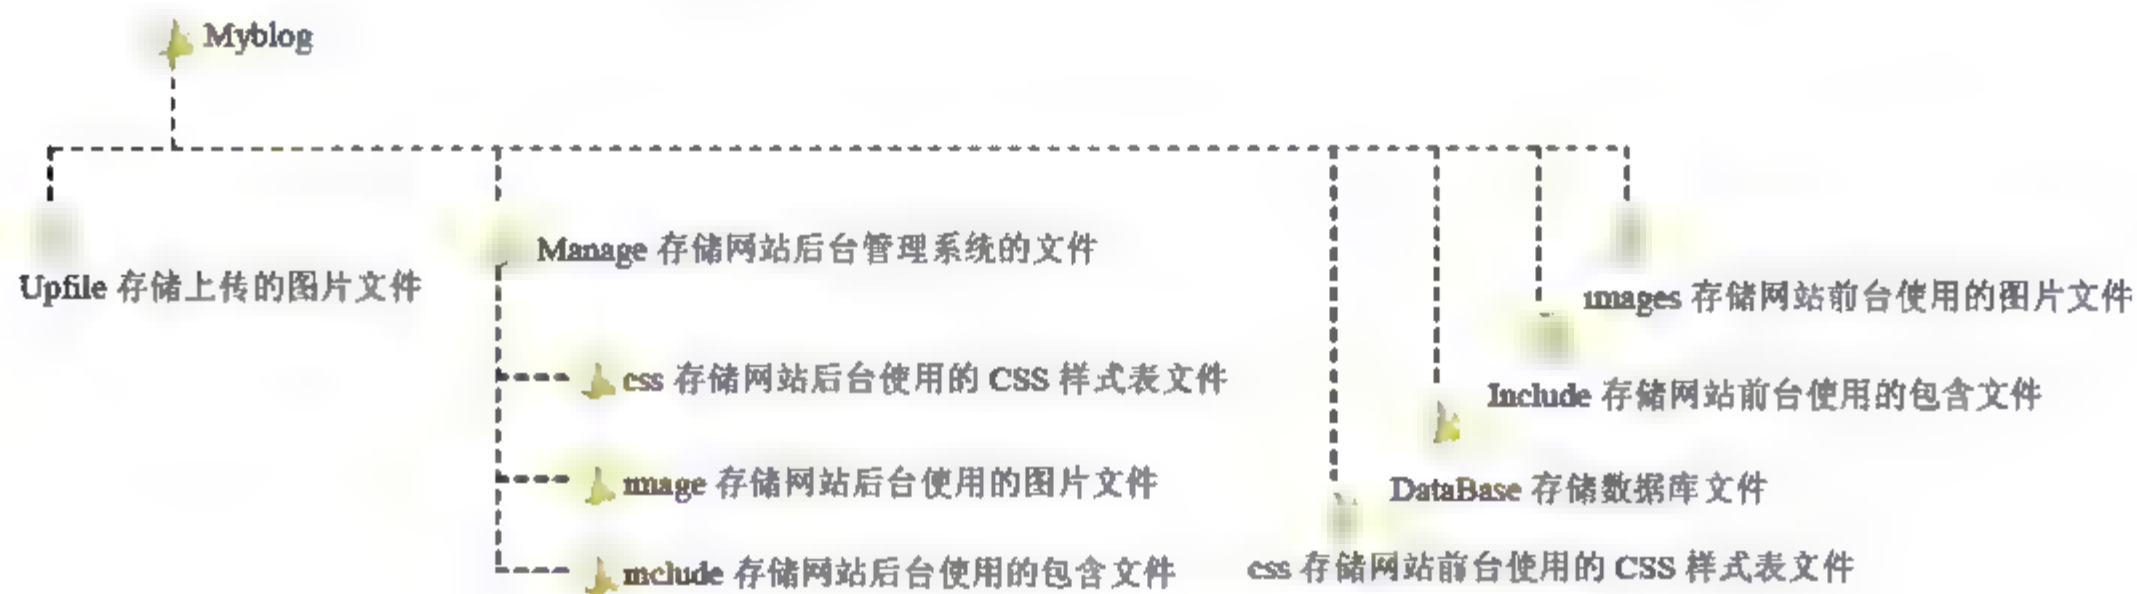 Myblog
Upfile 存储上传的图片文件
Manage 存储网站后台管理系统的文件
css 存储网站后台使用的 CSS 样式表文件
image 存储网站后台使用的图片文件
include 存储网站后台使用的包含文件
images 存储网站前台使用的图片文件
Include 存储网站前台使用的包含文件
DataBase 存储数据库文件
css 存储网站前台使用的 CSS 样式表文件